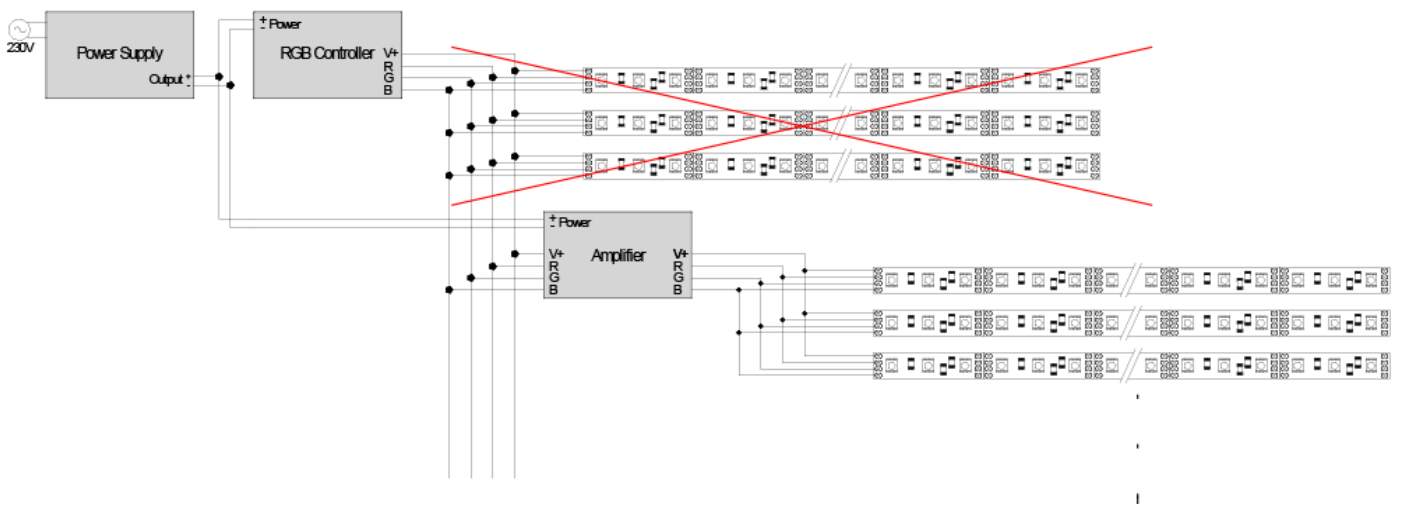 230V
Power Supply
Output +
-
+ Power
-
RGB Controller V+
R
G
B
+ Power
-
Amplifier
V+
R
G
B
V+
R
G
B